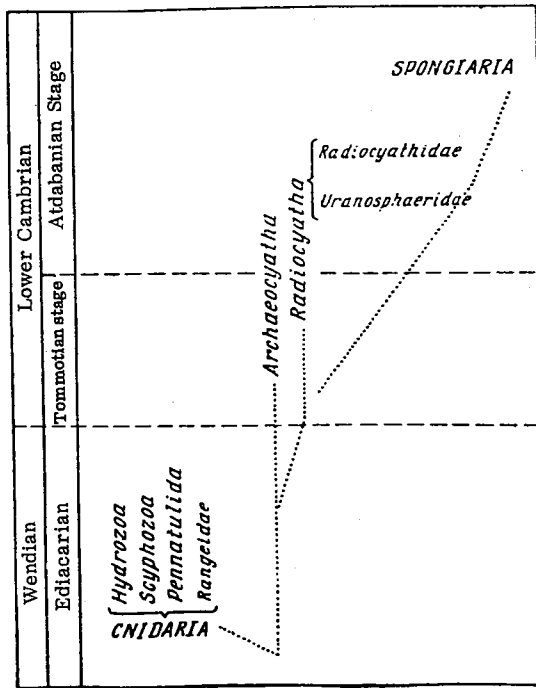 Lower Cambrian
Wendian
Atdabanian Stage
Tommotian stage
Ediacarian
SPONGIARIA
Radiocyathidae
Uranosphaeridae
Archaeocyatha
Radiocyatha
Hydrozoa
Scyphozoa
Pennatulida
Rangeidae
CNIDARIA